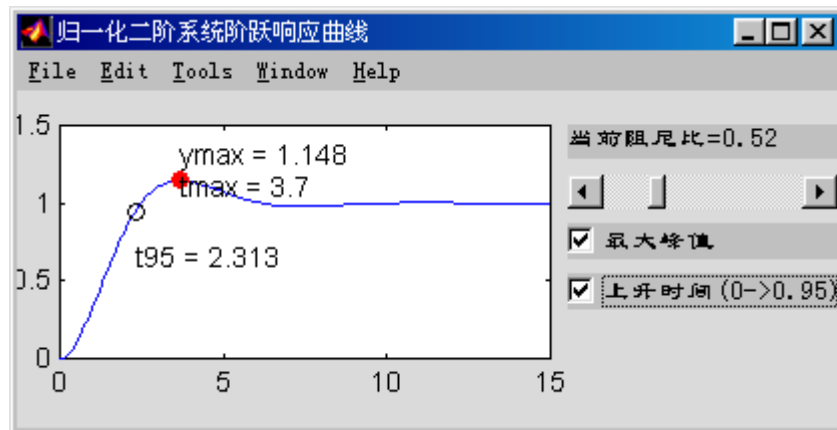 归一化二阶系统阶跃响应曲线
File Edit Tools Window Help
1.5
1
0.5
0
0
5
10
15
ymax = 1.148
tmax = 3.7
t95 = 2.313
当前阻尼比=0.52
最大峰值
上升时间(0->0.95)